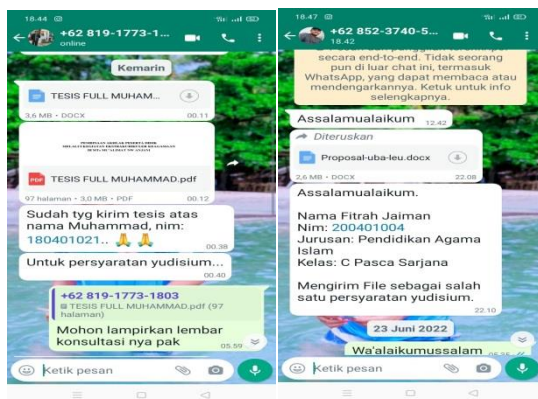 18.44
+62 819-1773-1...
online
Kemarin
TESIS FULL MUHAM...
3,6 MB • DOCX 00.11
PDF TESIS FULL MUHAMMAD.pdf
97 halaman • 3,0 MB • PDF 00.12
Sudah tyg kirim tesis atas
nama Muhammad, nim:
180401021.. 🙏 🙏
00.38
Untuk persyaratan yudisium...
00.40
+62 819-1773-1803
TESIS FULL MUHAMMAD.pdf (97
halaman)
Mohon lampirkan lembar
konsultasi nya pak 05.59
Ketik pesan
18.47
+62 852-3740-5...
18.42
secara end-to-end. Tidak seorang
pun di luar chat ini, termasuk
WhatsApp, yang dapat membaca atau
mendengarkannya. Ketuk untuk info
selengkapnya.
Assalamualaikum 12.42
Diteruskan
Proposal-uba-leu.docx
2,6 MB • DOCX 22.08
Assalamualaikum.
Nama Fitrah Jaiman
Nim: 200401004
Jurusan: Pendidikan Agama
Islam
Kelas: C Pasca Sarjana
Mengirim File sebagai salah
satu persyaratan yudisium.
22.10
23 Juni 2022
Wa'alaikumussalam
Ketik pesan